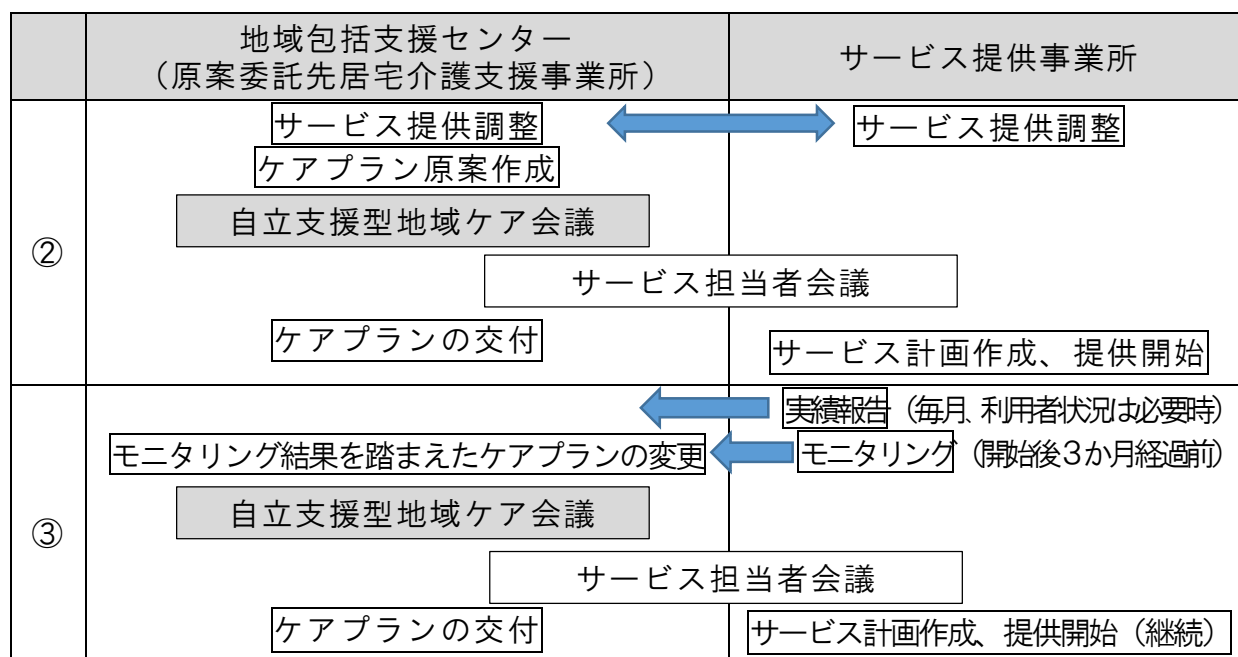 地域包括支援センター
（原案委託先居宅介護支援事業所）
サービス提供事業所
②
サービス提供調整
サービス提供調整
ケアプラン原案作成
自立支援型地域ケア会議
サービス担当者会議
ケアプランの交付
サービス計画作成、提供開始
③
実績報告（毎月、利用者状況は必要時）
モニタリング結果を踏まえたケアプランの変更
モニタリング（開始後３か月経過前）
自立支援型地域ケア会議
サービス担当者会議
ケアプランの交付
サービス計画作成、提供開始（継続）